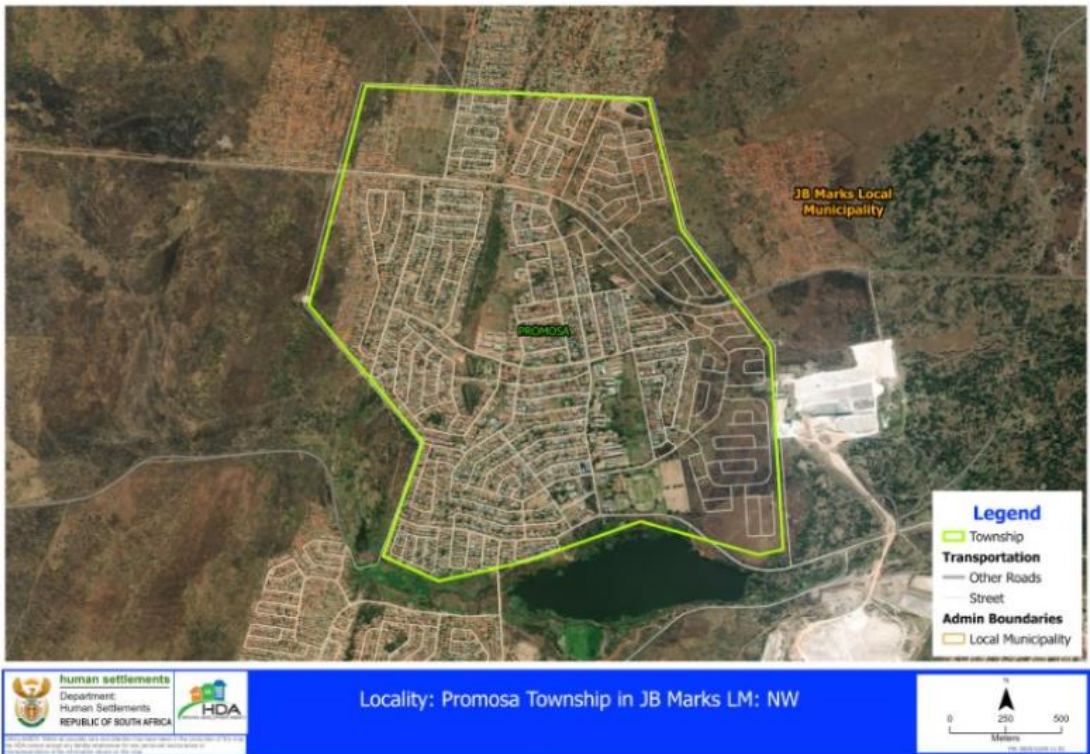 JB Marks Local
Municipality
PROMOSA
Legend
Township
Transportation
Other Roads
Street
Admin Boundaries
Local Municipality
human settlements
Department:
Human Settlements
REPUBLIC OF SOUTH AFRICA
HDA
Locality: Promosa Township in JB Marks LM: NW
N
0 250 500
Meters